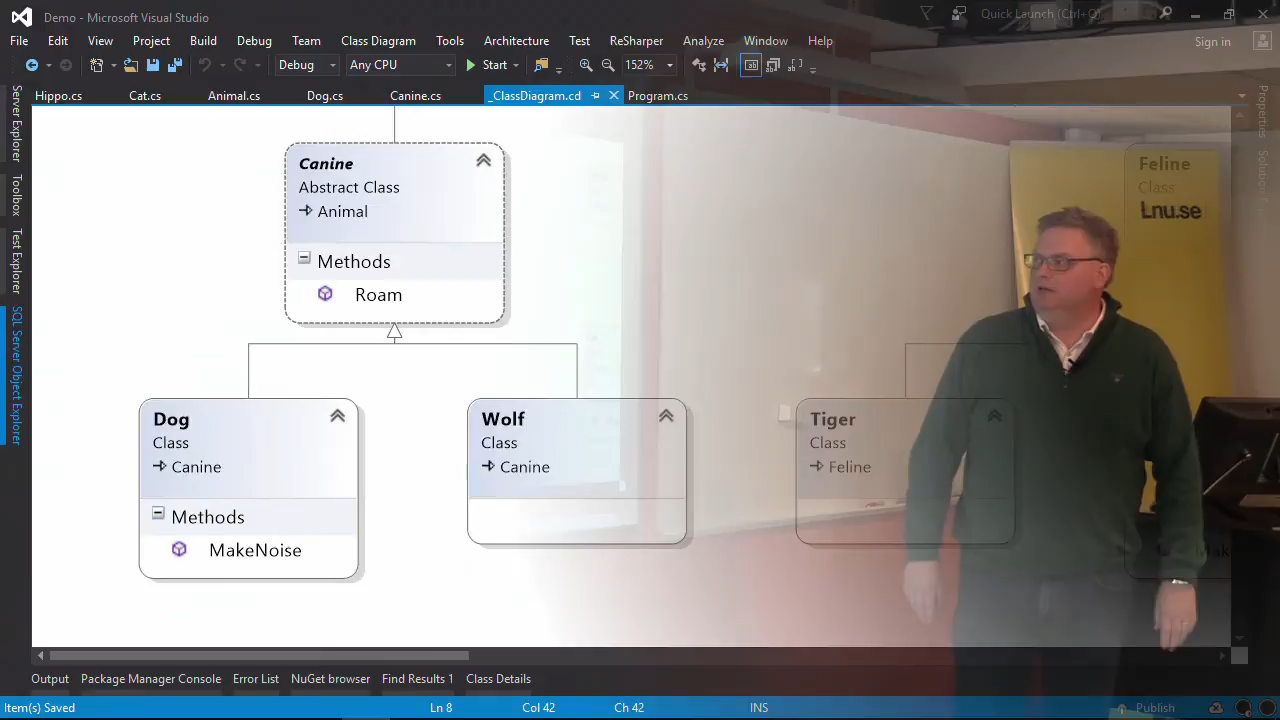 Demo - Microsoft Visual Studio
Quick Launch (Ctrl+Q)
File Edit View Project Build Debug Team Class Diagram Tools Architecture Test ReSharper Analyze Window Help
Sign in
Debug Any CPU Start 152%
Hippo.cs Cat.cs Animal.cs Dog.cs Canine.cs _ClassDiagram.cd Program.cs
Server Explorer
Toolbox
Test Explorer
SQL Server Object Explorer
Properties
Canine
Abstract Class
Animal
Methods
Roam
Feline
Class
Lnu.se
Dog
Class
Canine
Methods
MakeNoise
Wolf
Class
Canine
Tiger
Class
Feline
Output Package Manager Console Error List NuGet browser Find Results 1 Class Details
Item(s) Saved Ln 8 Col 42 Ch 42 INS Publish